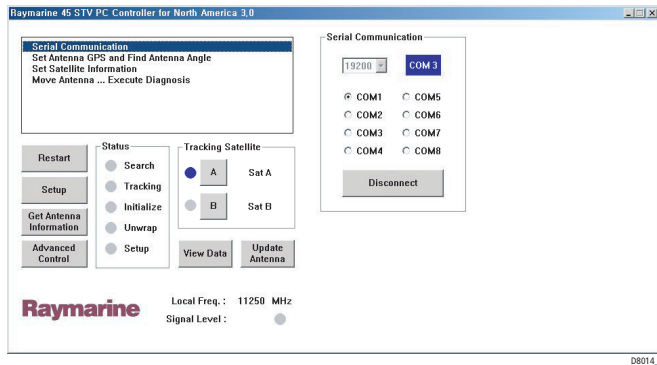 Raymarine 45 STV PC Controller for North America 3,0
Serial Communication
Set Antenna GPS and Find Antenna Angle
Set Satellite Information
Move Antenna ... Execute Diagnosis
Serial Communication
19200
COM 3
COM1
COM5
COM2
COM6
COM3
COM7
COM4
COM8
Disconnect
Restart
Setup
Get Antenna
Information
Advanced
Control
Status
Search
Tracking
Initialize
Unwrap
Setup
Tracking Satellite
A
Sat A
B
Sat B
View Data
Update
Antenna
Raymarine
Local Freq. : 11250 MHz
Signal Level :
D8014_